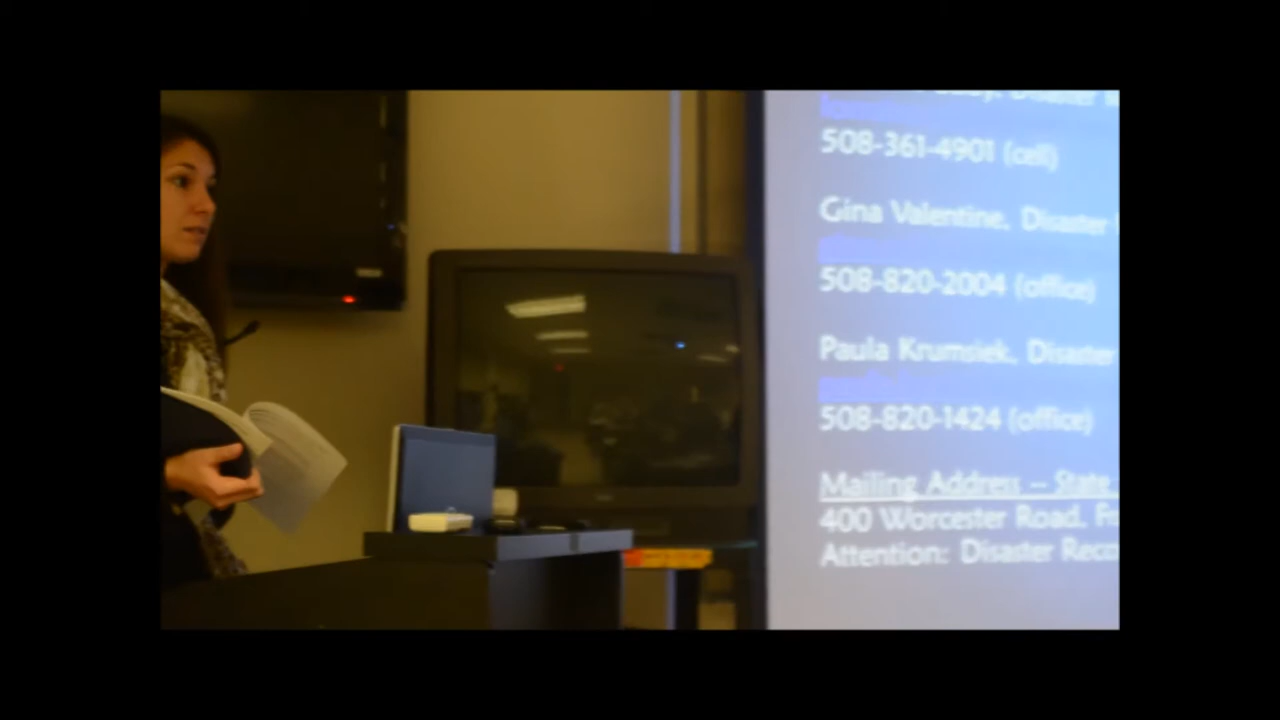 Disaster
508-361-4901 (cell)
Gina Valentine, Disaster
508-820-2004 (office)
Paula Krumsiek, Disaster
508-820-1424 (office)
Mailing Address – State
400 Worcester Road, Fr
Attention: Disaster Reco